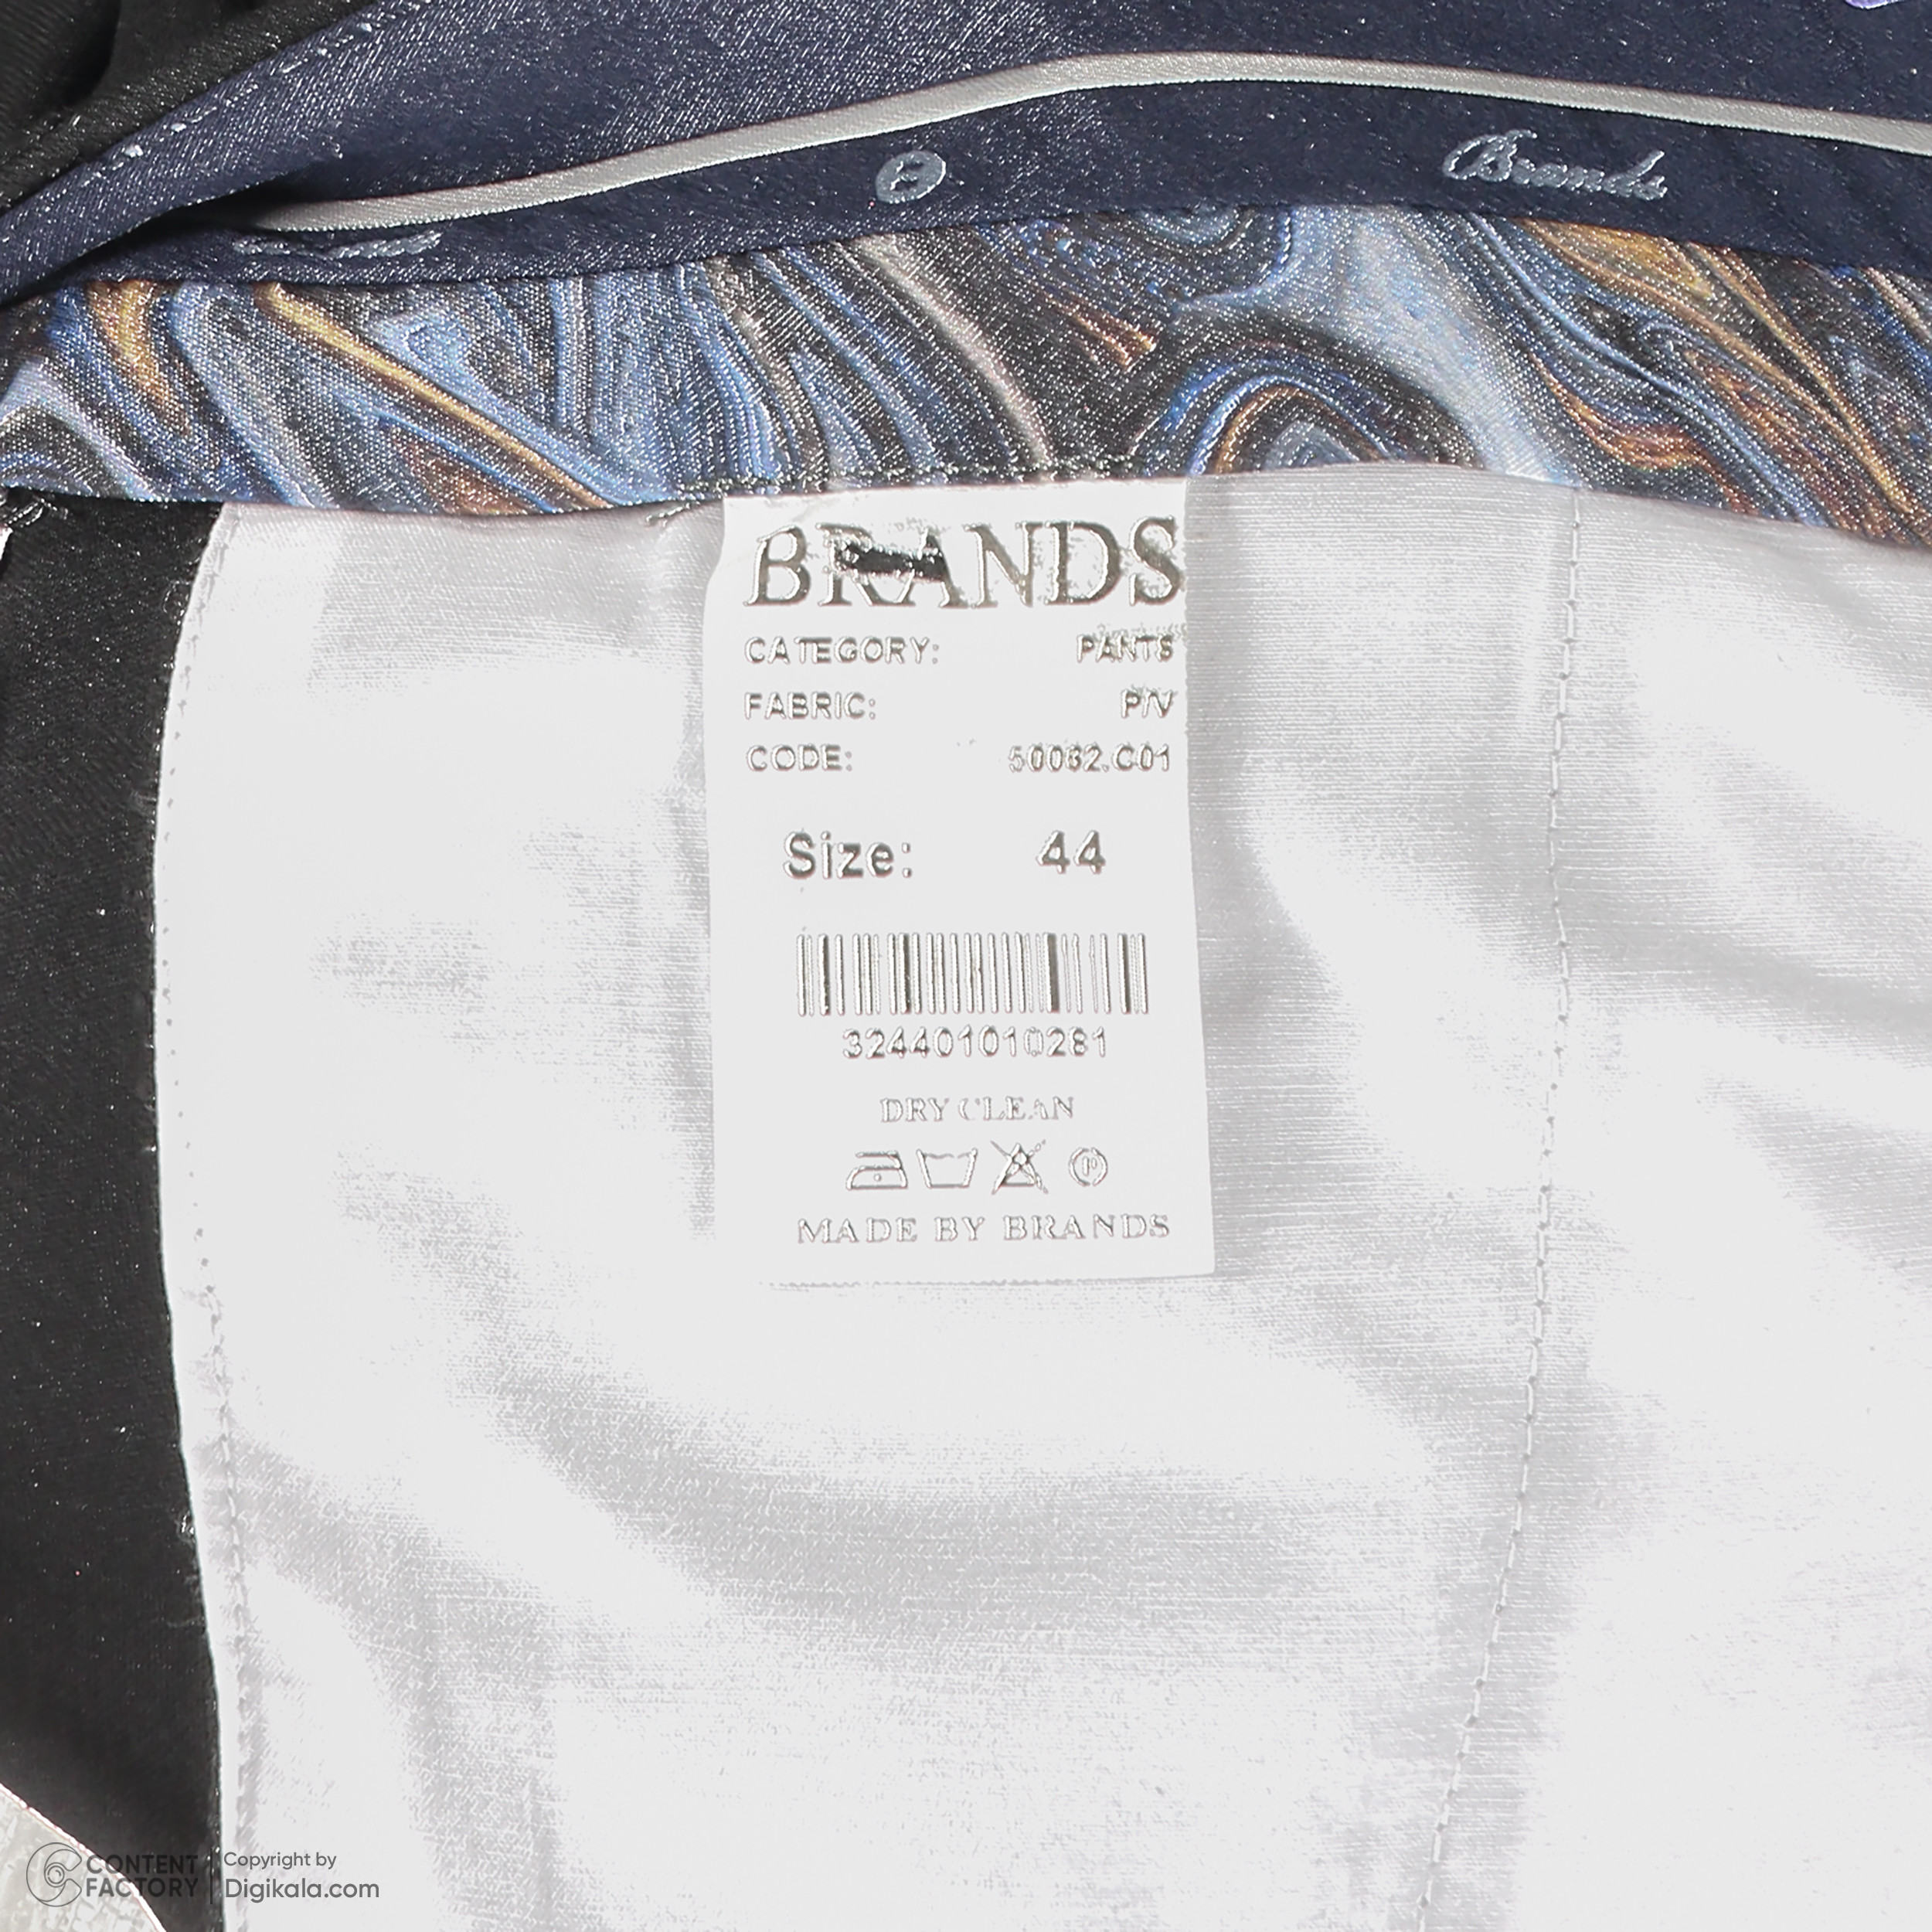 Brands
BRANDS
CATEGORY: PANTS
FABRIC: P/V
CODE: 50062.C01
Size: 44
324401010281
DRY CLEAN
MADE BY BRANDS
CONTENT FACTORY
Copyright by
Digikala.com